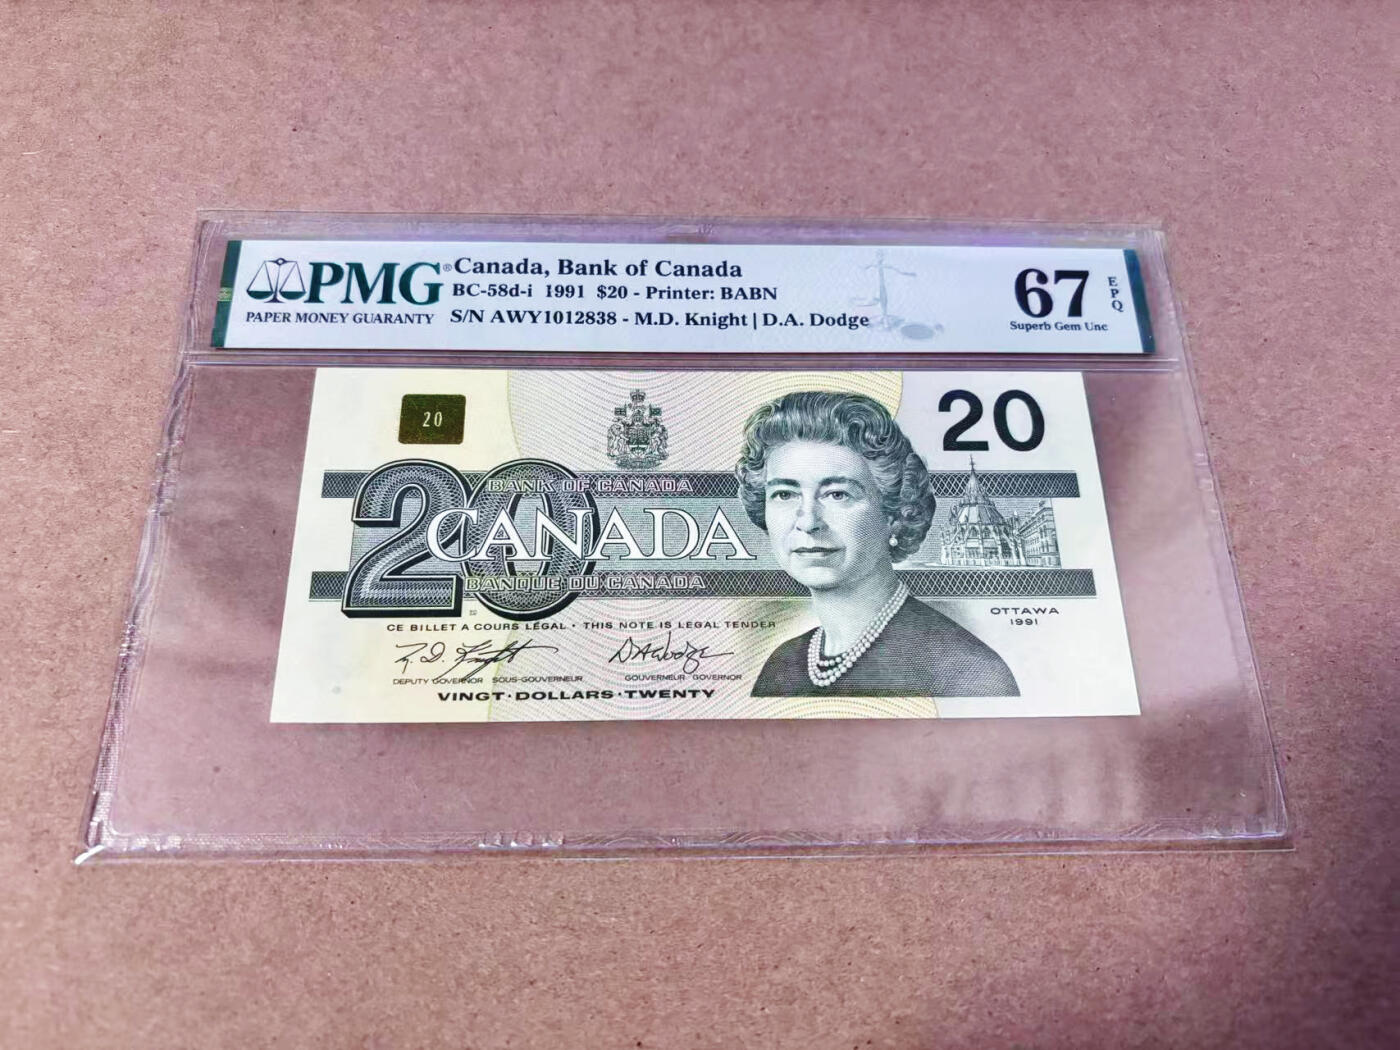 PMG®
PAPER MONEY GUARANTY
Canada, Bank of Canada
BC-58d-i 1991 $20 - Printer: BABN
S/N AWY1012838 - M.D. Knight | D.A. Dodge
67
EPQ
Superb Gem Unc
20
20
20
BANK OF CANADA
CANADA
BANQUE DU CANADA
OTTAWA
1991
CE BILLET A COURS LÉGAL • THIS NOTE IS LEGAL TENDER
M. D. Knight
D A Dodge
DEPUTY GOVERNOR SOUS-GOUVERNEUR
GOUVERNEUR GOVERNOR
VINGT·DOLLARS·TWENTY